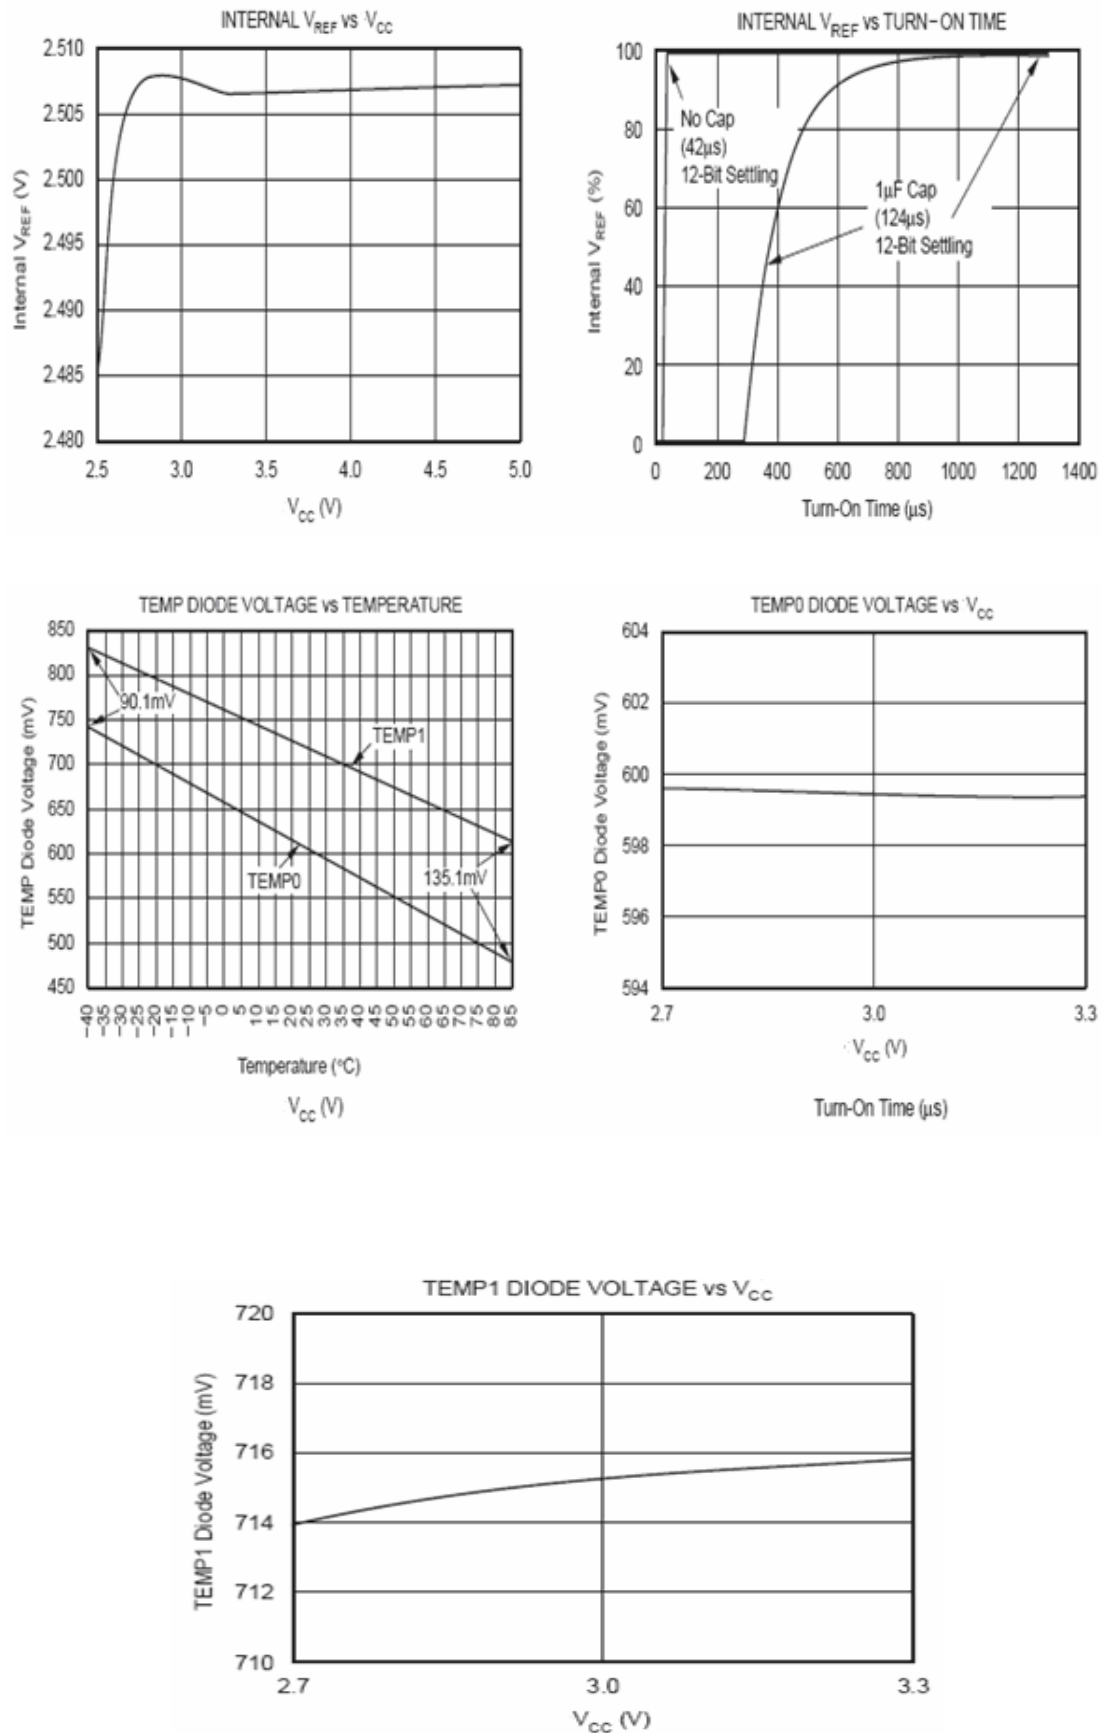 INTERNAL VREF vs VCC
2.510
2.505
2.500
2.495
2.490
2.485
2.480
Internal VREF (V)
2.5 3.0 3.5 4.0 4.5 5.0
VCC (V)
INTERNAL VREF vs TURN-ON TIME
100
80
60
40
20
0
Internal VREF (%)
No Cap
(42µs)
12-Bit Settling
1µF Cap
(124µs)
12-Bit Settling
0 200 400 600 800 1000 1200 1400
Turn-On Time (µs)
TEMP DIODE VOLTAGE vs TEMPERATURE
850
800
750
700
650
600
550
500
450
TEMP Diode Voltage (mV)
90.1mV
TEMP1
TEMP0
135.1mV
-40 -35 -30 -25 -20 -15 -10 -5 0 5 10 15 20 25 30 35 40 45 50 55 60 65 70 75 80 85
Temperature (°C)
VCC (V)
TEMP0 DIODE VOLTAGE vs VCC
604
602
600
598
596
594
TEMP0 Diode Voltage (mV)
2.7 3.0 3.3
VCC (V)
Turn-On Time (µs)
TEMP1 DIODE VOLTAGE vs VCC
720
718
716
714
712
710
TEMP1 Diode Voltage (mV)
2.7 3.0 3.3
VCC (V)